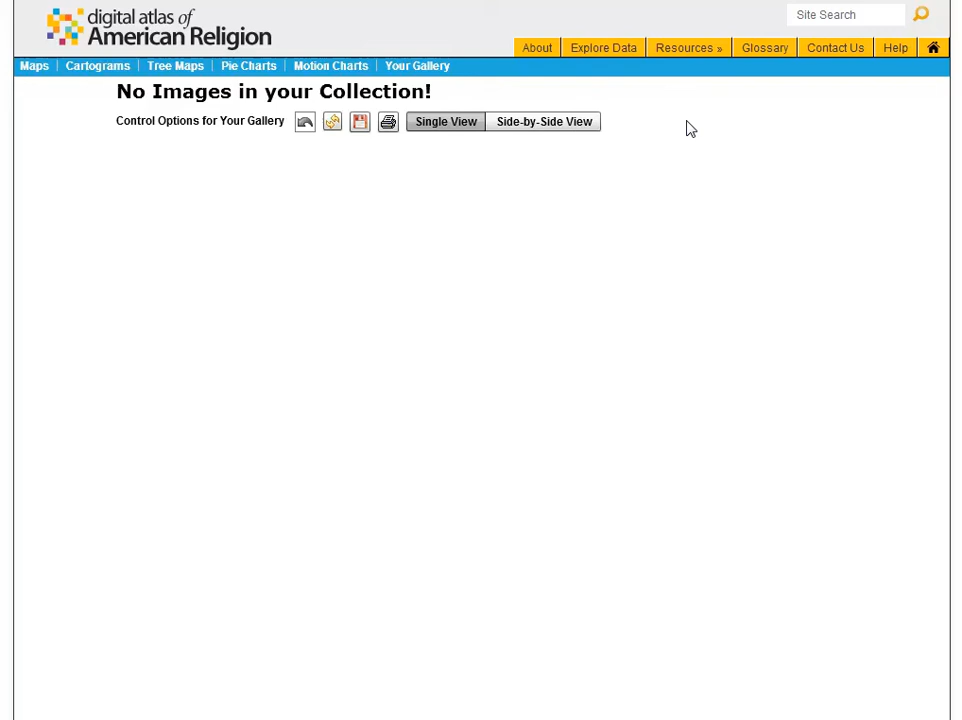 digital atlas of
American Religion
Site Search
About Explore Data Resources » Glossary Contact Us Help
Maps Cartograms Tree Maps Pie Charts Motion Charts Your Gallery
No Images in your Collection!
Control Options for Your Gallery Single View Side-by-Side View